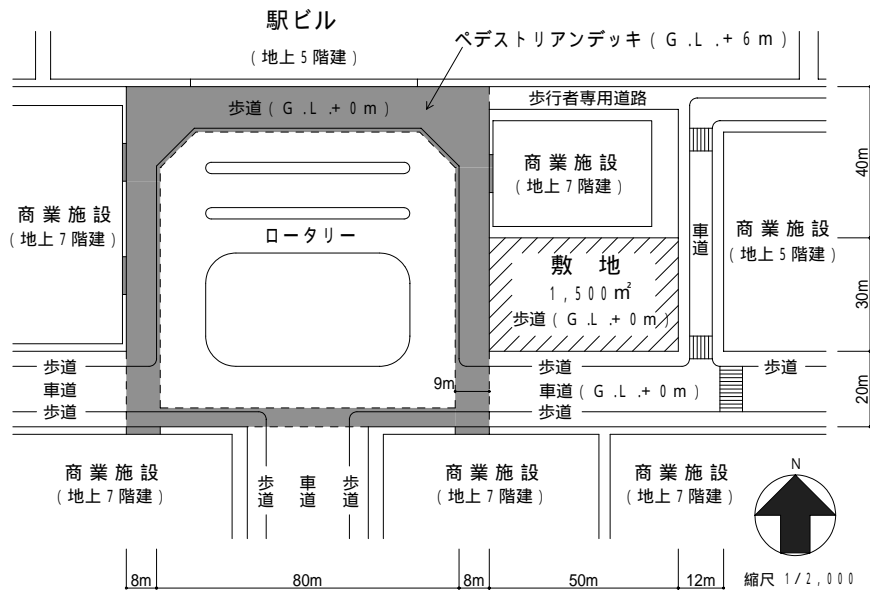 駅ビル
(地上5階建)
ペデストリアンデッキ(G.L.+6m)
歩道(G.L.+0m)
歩行者専用道路
商業施設
(地上7階建)
商業施設
(地上7階建)
車道
商業施設
(地上5階建)
40m
ロータリー
敷地
1,500㎡
歩道(G.L.+0m)
30m
歩道
車道
歩道
9m
歩道
車道(G.L.+0m)
歩道
歩道
20m
商業施設
(地上7階建)
歩道
車道
歩道
商業施設
(地上7階建)
商業施設
(地上7階建)
N
8m
80m
8m
50m
12m
縮尺 1/2,000